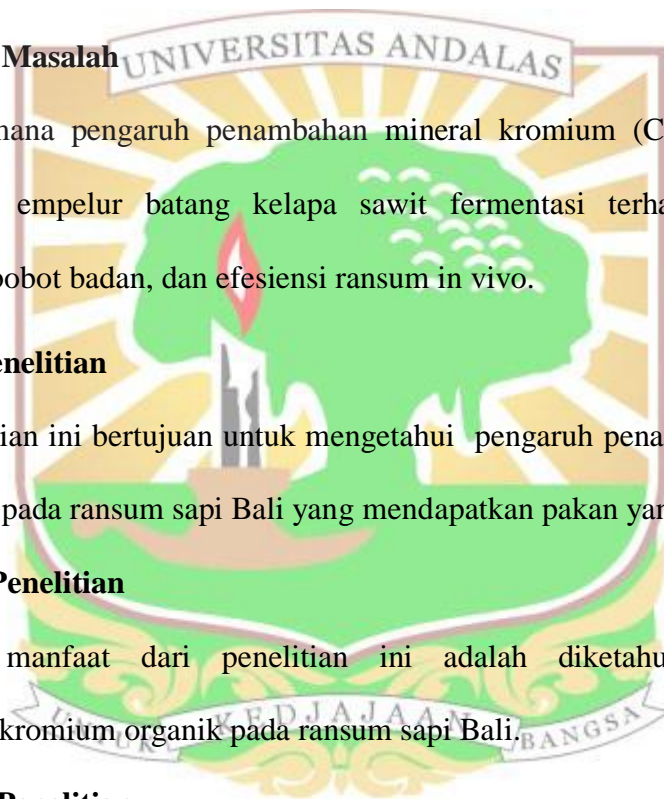 Masalah
UNIVERSITAS ANDALAS
mana pengaruh penambahan mineral kromium (C
empelur batang kelapa sawit fermentasi terha
bobot badan, dan efesiensi ransum in vivo.
enelitian
ian ini bertujuan untuk mengetahui pengaruh pena
pada ransum sapi Bali yang mendapatkan pakan yan
Penelitian
manfaat dari penelitian ini adalah diketahu
kromium organik pada ransum sapi Bali.
UNTUK KEDJAJAAN BANGSA
Penelitian